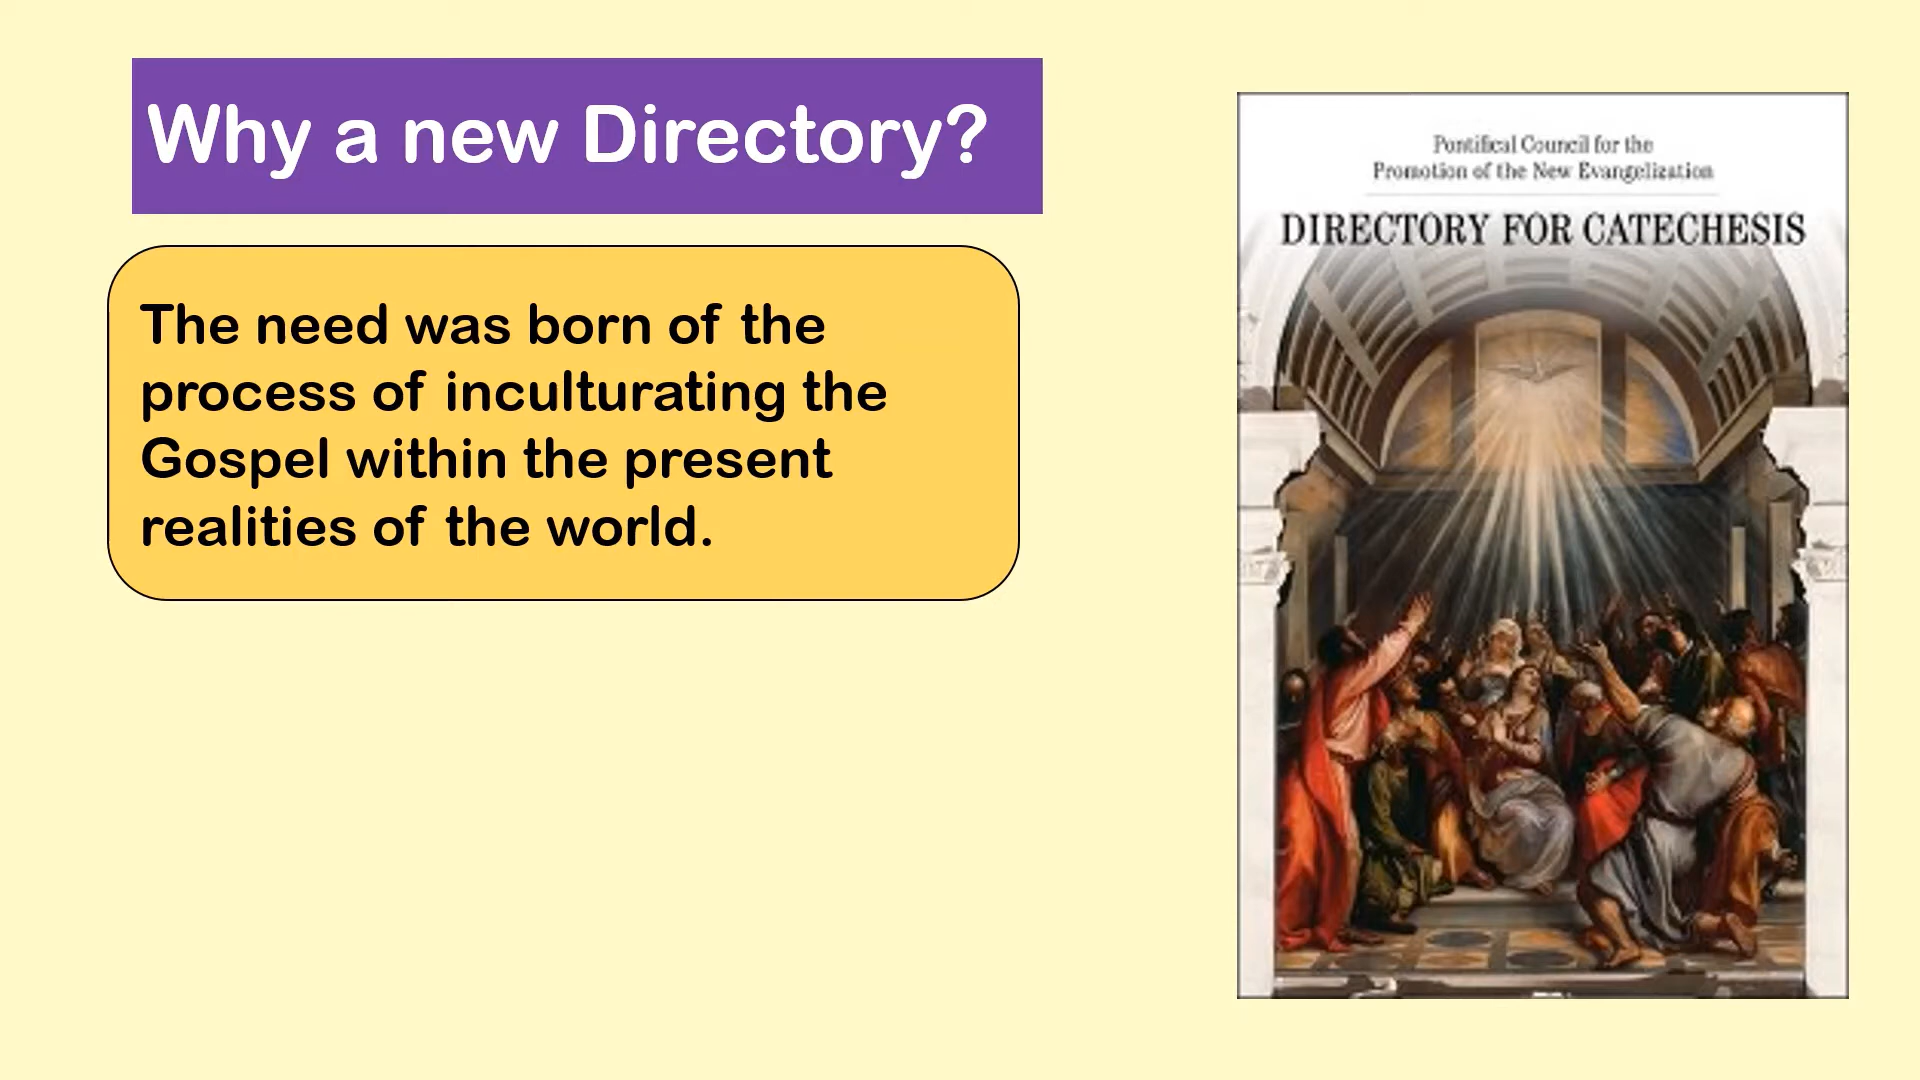 Why a new Directory?
The need was born of the
process of inculturating the
Gospel within the present
realities of the world.
Pontifical Council for the
Promotion of the New Evangelization
DIRECTORY FOR CATECHESIS